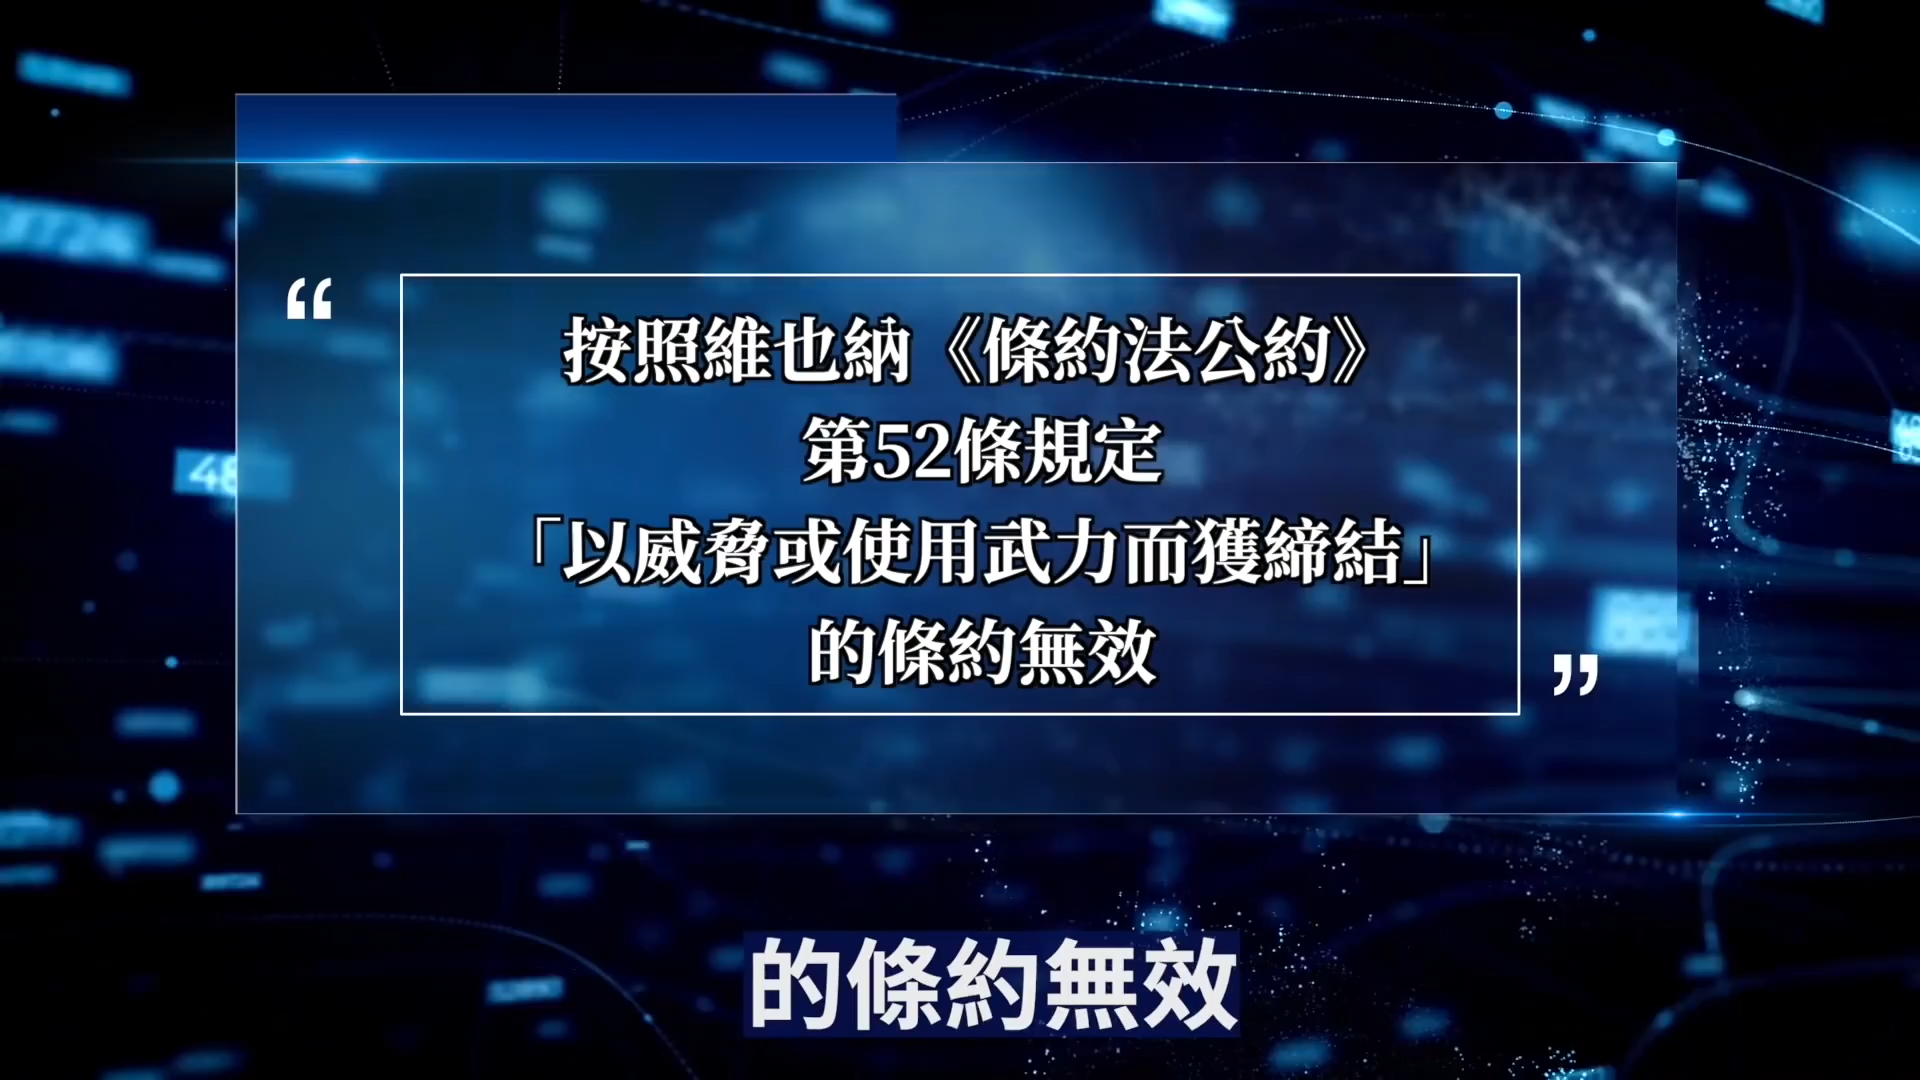 “
按照維也納《條約法公約》
第52條規定
「以威脅或使用武力而獲締結」
的條約無效
”
48
的條約無效